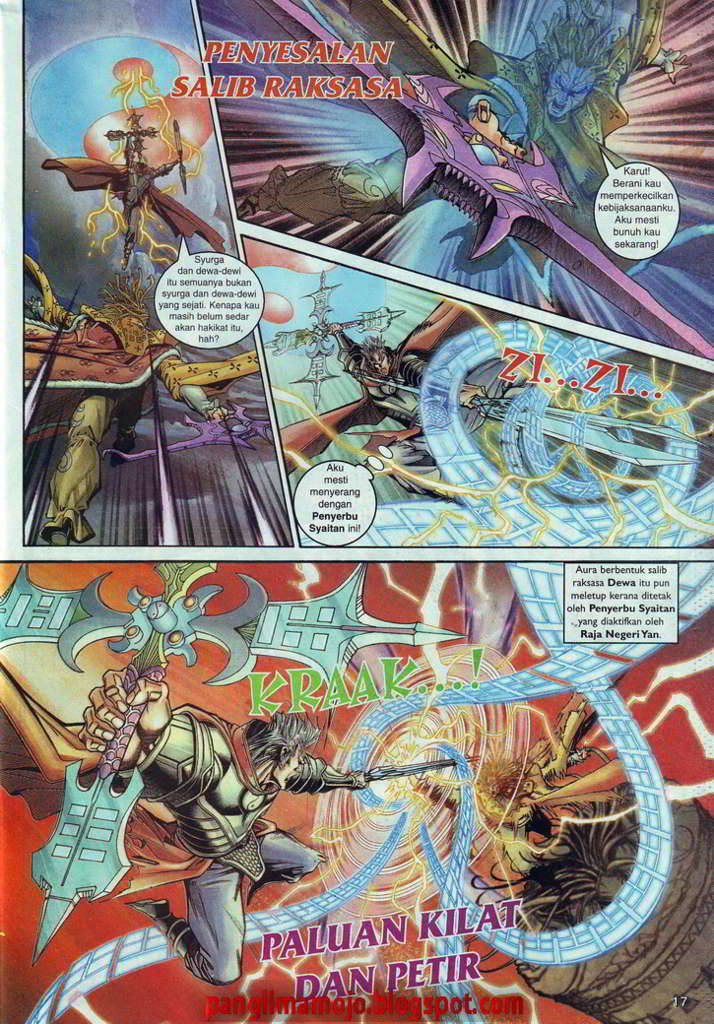 PENYESALAN
SALIB RAKSASA
Syurga
dan dewa-dewi
itu semuanya bukan
syurga dan dewa-dewi
yang sejati. Kenapa kau
masih belum sedar
akan hakikat itu,
hah?
Karut!
Berani kau
memperkecilkan
kebijaksanaanku.
Aku mesti
bunuh kau
sekarang!
ZI...ZI...
Aku
mesti
menyerang
dengan
Penyerbu
Syaitan ini!
Aura berbentuk salib
raksasa Dewa itu pun
meletup kerana ditetak
oleh Penyerbu Syaitan
yang diaktifkan oleh
Raja Negeri Yan.
KRAAK...!
PALUAN KILAT
DAN PETIR
panglimamojo.blogspot.com
17